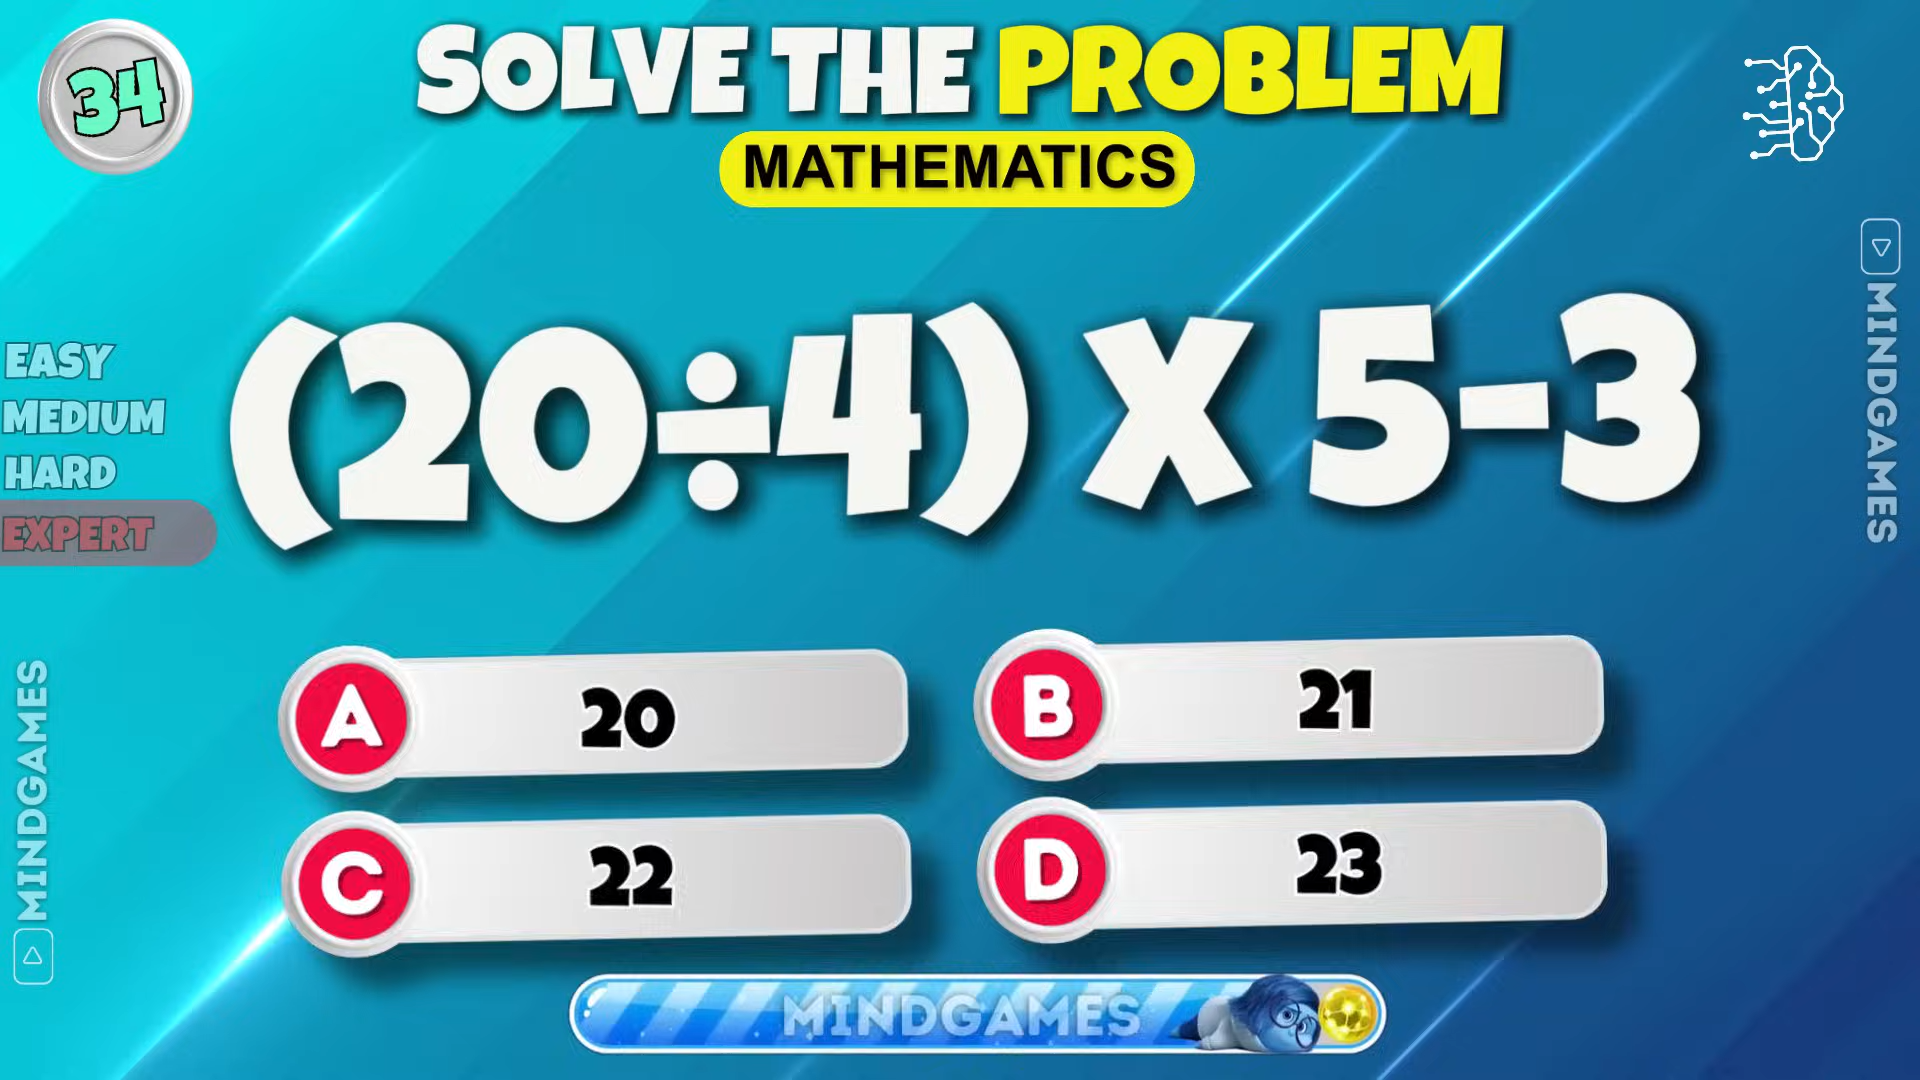 34
SOLVE THE PROBLEM
MATHEMATICS
(20÷4) X 5-3
EASY
MEDIUM
HARD
EXPERT
A 20
B 21
C 22
D 23
MINDGAMES
MINDGAMES
MINDGAMES